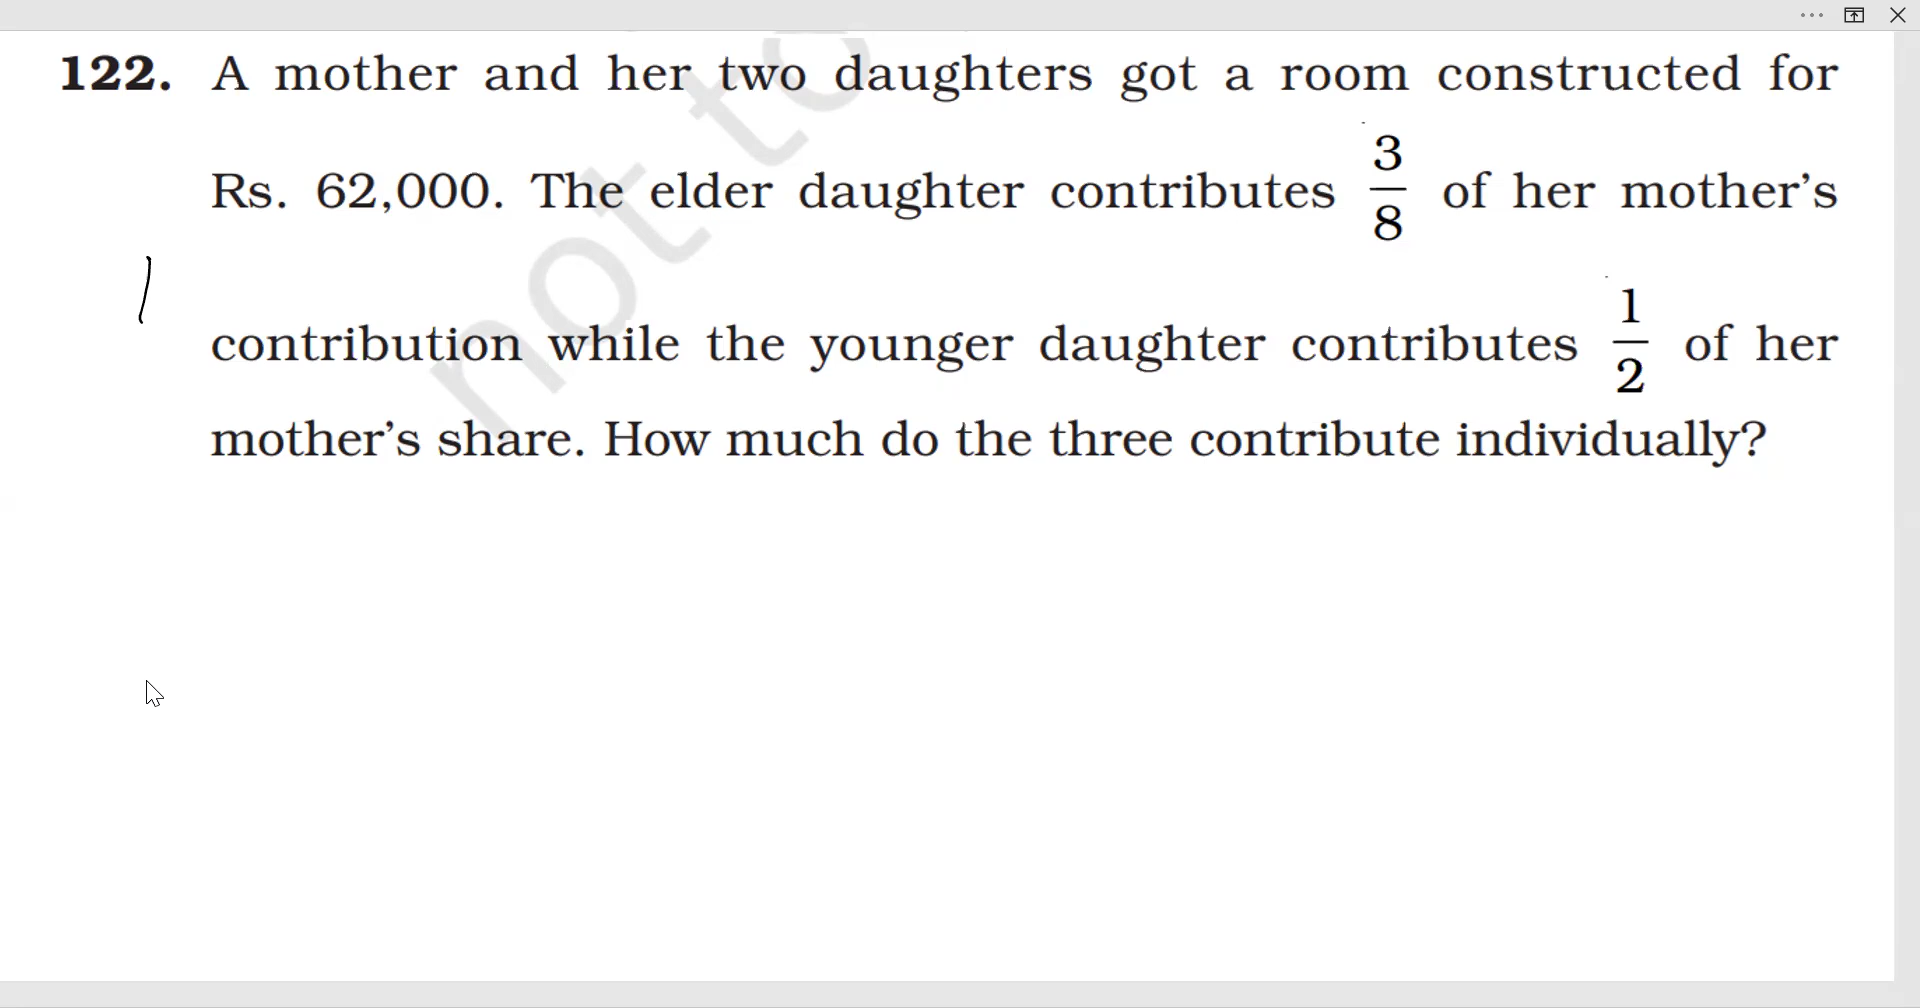 122. A mother and her two daughters got a room constructed for
Rs. 62,000. The elder daughter contributes 3/8 of her mother’s
contribution while the younger daughter contributes 1/2 of her
mother’s share. How much do the three contribute individually?
not to